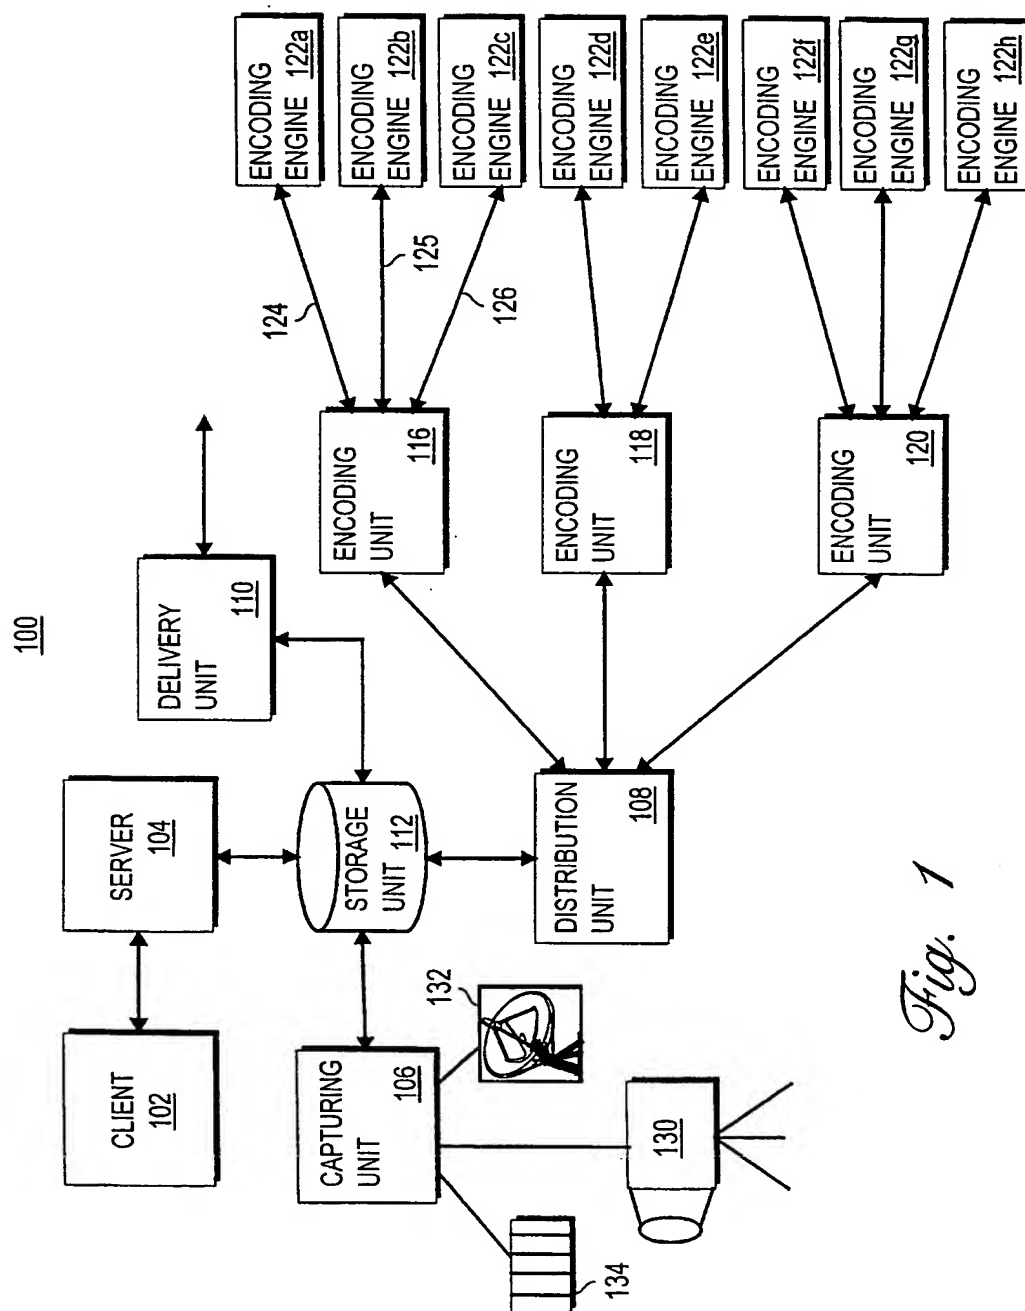 100
CLIENT
102
SERVER
104
DELIVERY
UNIT
110
CAPTURING
UNIT
106
STORAGE
UNIT 112
132
134
130
DISTRIBUTION
UNIT
108
ENCODING
UNIT
116
ENCODING
UNIT
118
ENCODING
UNIT
120
124
125
126
ENCODING
ENGINE 122a
ENCODING
ENGINE 122b
ENCODING
ENGINE 122c
ENCODING
ENGINE 122d
ENCODING
ENGINE 122e
ENCODING
ENGINE 122f
ENCODING
ENGINE 122g
ENCODING
ENGINE 122h
Fig. 1